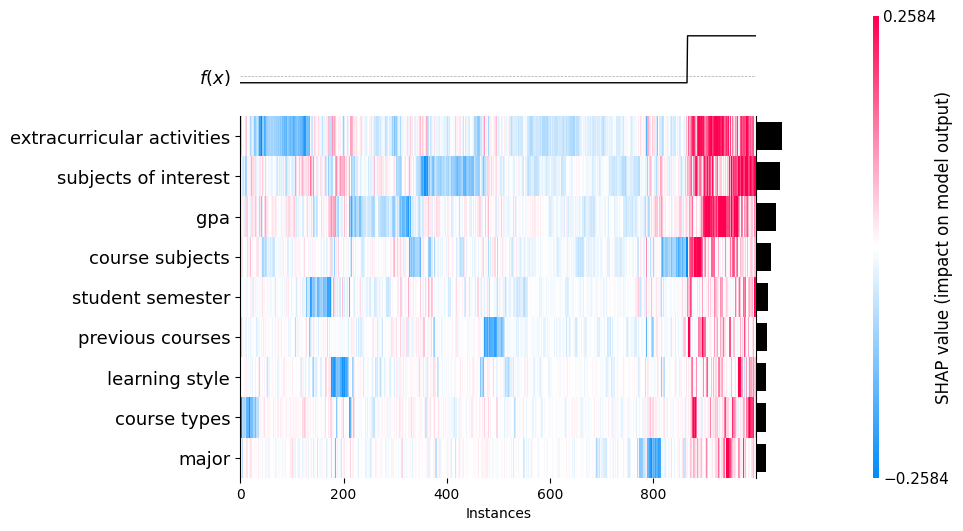 0.2584
f(x)
extracurricular activities
subjects of interest
gpa
course subjects
student semester
previous courses
learning style
course types
major
0 200 400 600 800
Instances
−0.2584
SHAP value (impact on model output)